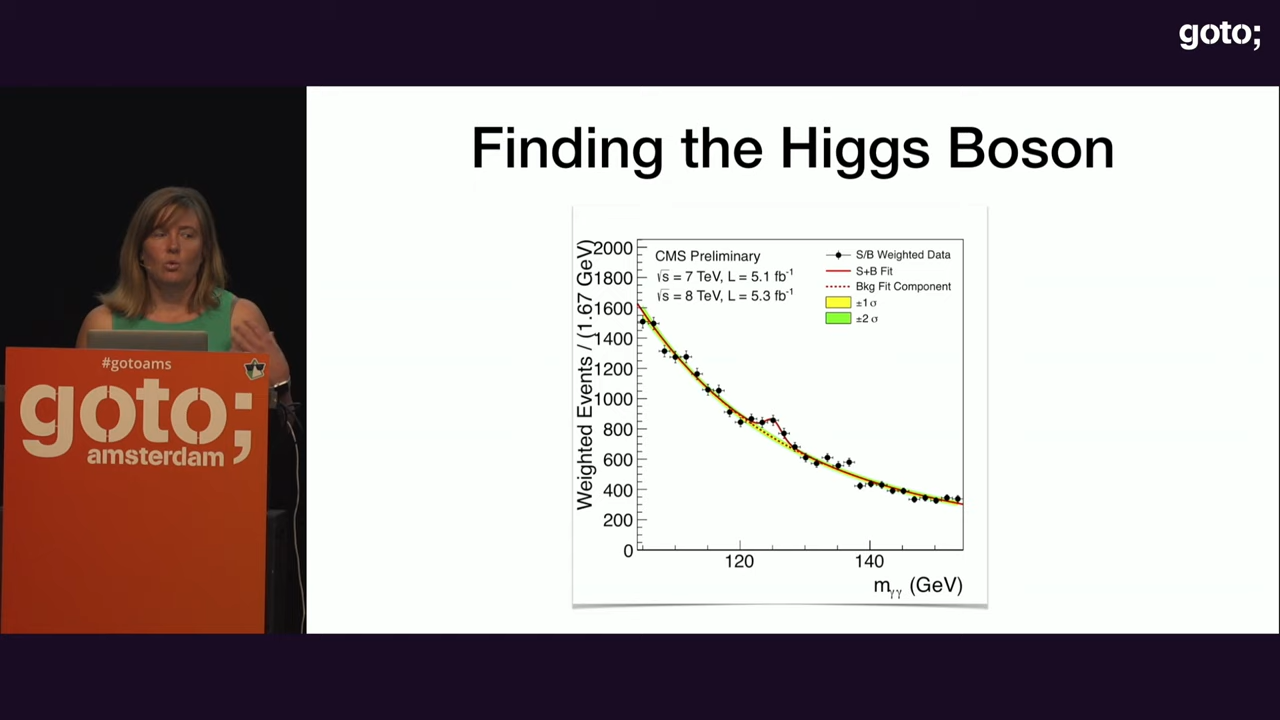 goto;
Finding the Higgs Boson
CMS Preliminary
√s = 7 TeV, L = 5.1 fb⁻¹
√s = 8 TeV, L = 5.3 fb⁻¹
S/B Weighted Data
S+B Fit
Bkg Fit Component
±1 σ
±2 σ
Weighted Events / (1.67 GeV)
2000
1800
1600
1400
1200
1000
800
600
400
200
0
120 140
mγγ (GeV)
#gotoams
goto;
amsterdam